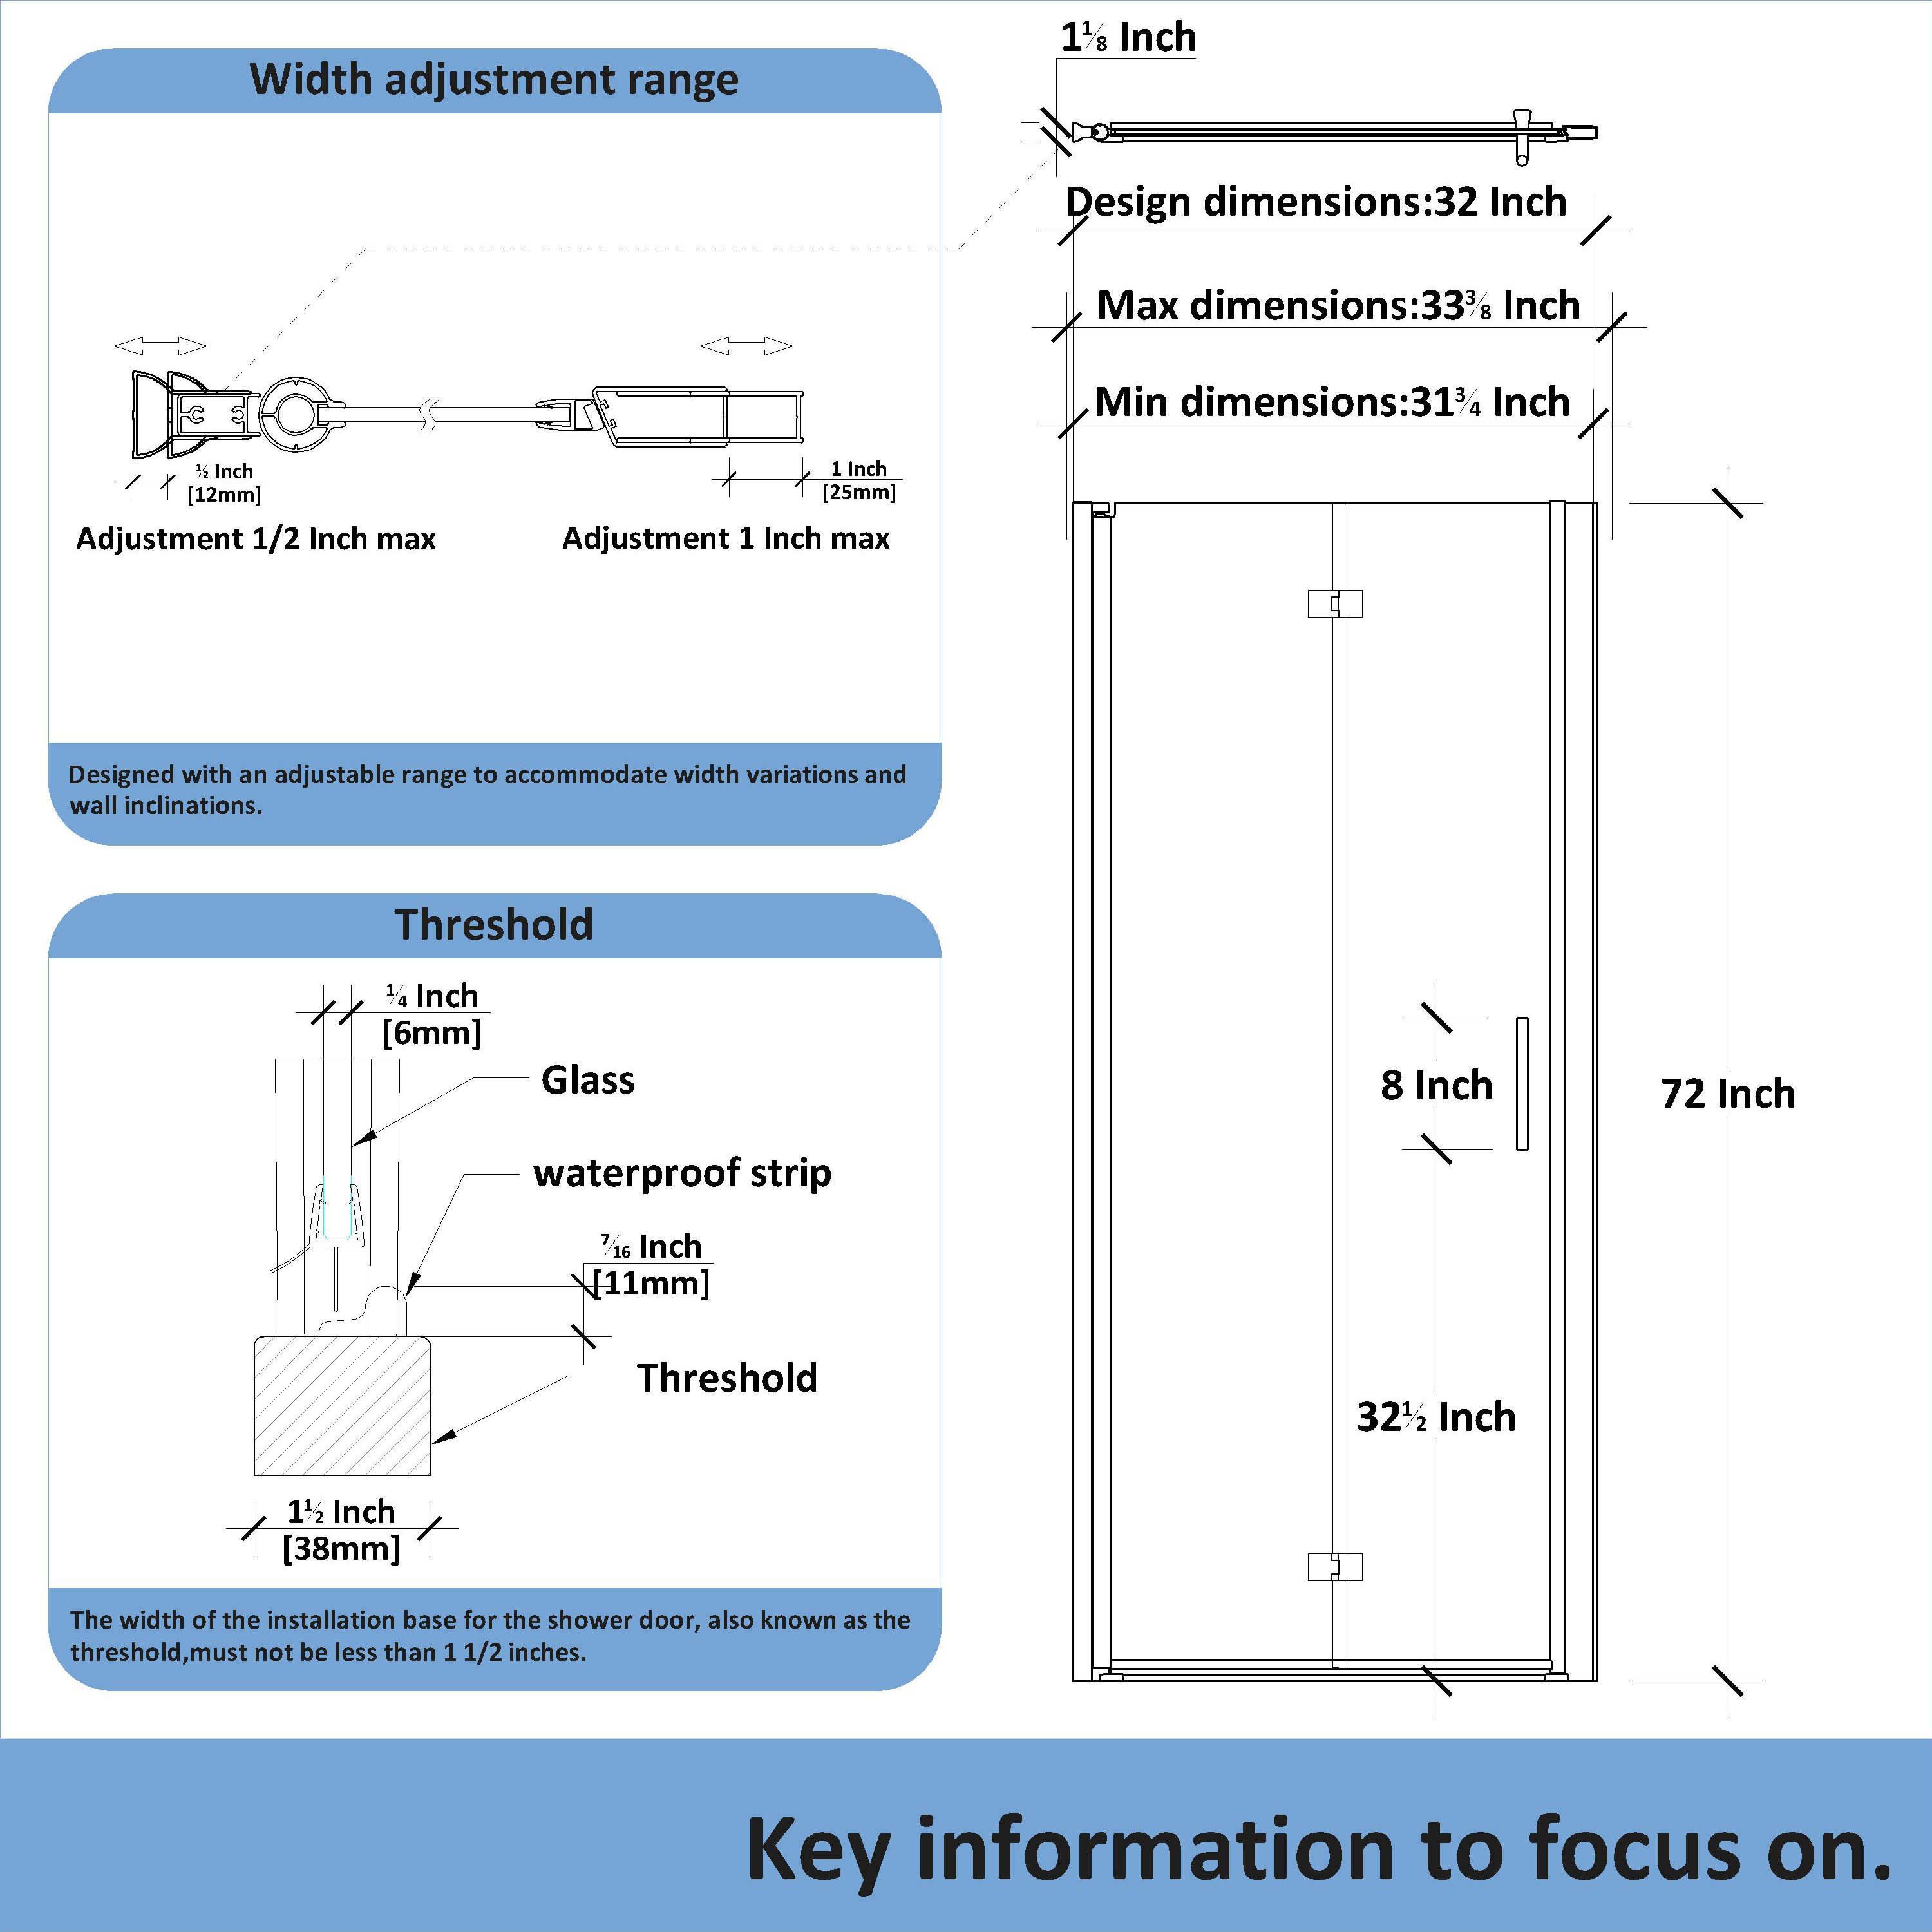 Width adjustment range
½ Inch
[12mm]
1 Inch
[25mm]
Adjustment 1/2 Inch max
Adjustment 1 Inch max
Designed with an adjustable range to accommodate width variations and
wall inclinations.
Threshold
¼ Inch
[6mm]
Glass
waterproof strip
7⁄16 Inch
[11mm]
Threshold
1½ Inch
[38mm]
The width of the installation base for the shower door, also known as the
threshold,must not be less than 1 1/2 inches.
1⅛ Inch
Design dimensions:32 Inch
Max dimensions:33⅜ Inch
Min dimensions:31¾ Inch
8 Inch
72 Inch
32½ Inch
Key information to focus on.